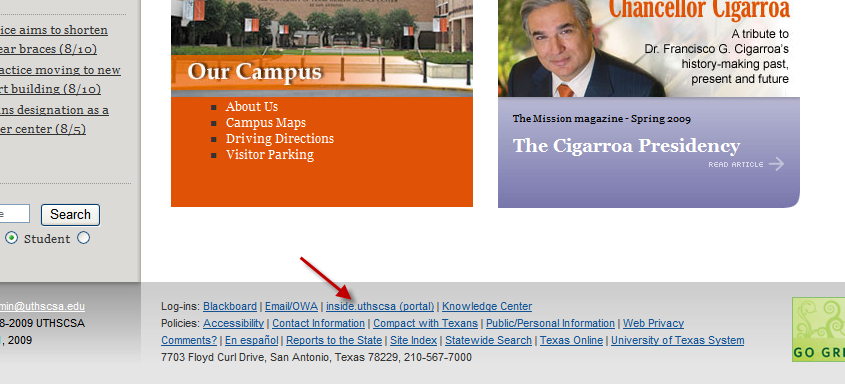 ice aims to shorten
ear braces (8/10)
actice moving to new
rt building (8/10)
ns designation as a
er center (8/5)
Search
Student
min@uthscsa.edu
8-2009 UTHSCSA
, 2009
Our Campus
About Us
Campus Maps
Driving Directions
Visitor Parking
Chancellor Cigarroa
A tribute to
Dr. Francisco G. Cigarroa's
history-making past,
present and future
The Mission magazine - Spring 2009
The Cigarroa Presidency
READ ARTICLE
Log-ins: Blackboard | Email/OWA | inside.uthscsa (portal) | Knowledge Center
Policies: Accessibility | Contact Information | Compact with Texans | Public/Personal Information | Web Privacy
Comments? | En español | Reports to the State | Site Index | Statewide Search | Texas Online | University of Texas System
7703 Floyd Curl Drive, San Antonio, Texas 78229, 210-567-7000
GO GR